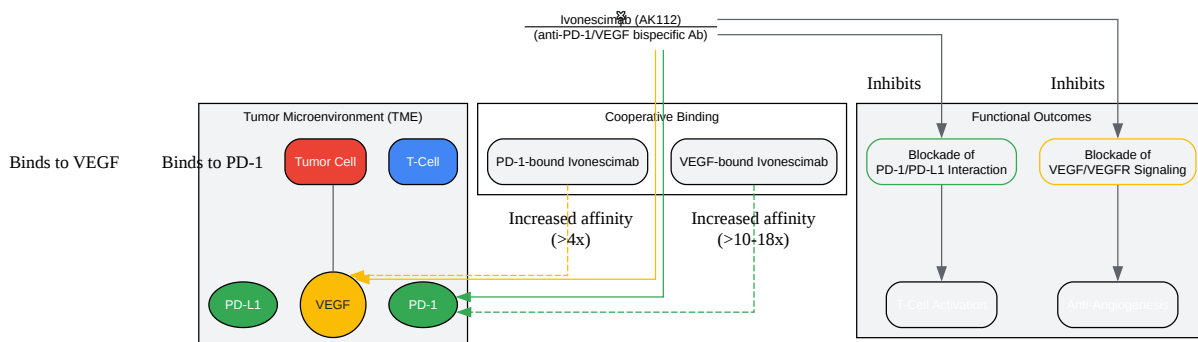 Ivonescimab (AK112)
(anti-PD-1/VEGF bispecific Ab)
Inhibits
Inhibits
Tumor Microenvironment (TME)
Cooperative Binding
Functional Outcomes
Binds to VEGF
Binds to PD-1
Tumor Cell
T-Cell
PD-1-bound Ivonescimab
VEGF-bound Ivonescimab
Blockade of
PD-1/PD-L1 Interaction
Blockade of
VEGF/VEGFR Signaling
Increased affinity
(>4x)
Increased affinity
(>10-18x)
PD-L1
VEGF
PD-1
T-Cell Activation
Anti-Angiogenesis